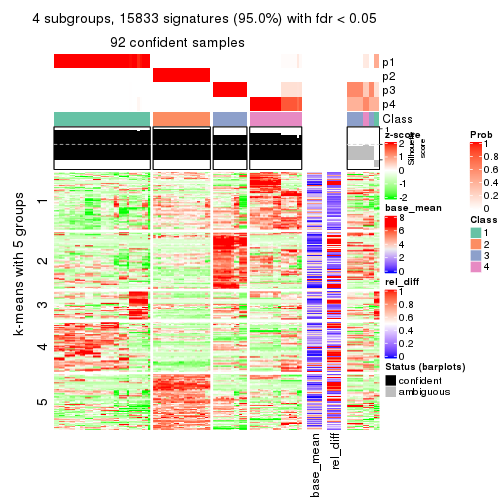 4 subgroups, 15833 signatures (95.0%) with fdr < 0.05
92 confident samples
p1
p2
p3
p4
Class
1
Silhouette
score
k-means with 5 groups
1
2
3
4
5
base_mean
rel_diff
z-score
2
1
0
-1
-2
base_mean
8
6
4
2
0
rel_diff
1
0.8
0.6
0.4
0.2
0
Status (barplots)
confident
ambiguous
Prob
1
0.8
0.6
0.4
0.2
0
Class
1
2
3
4